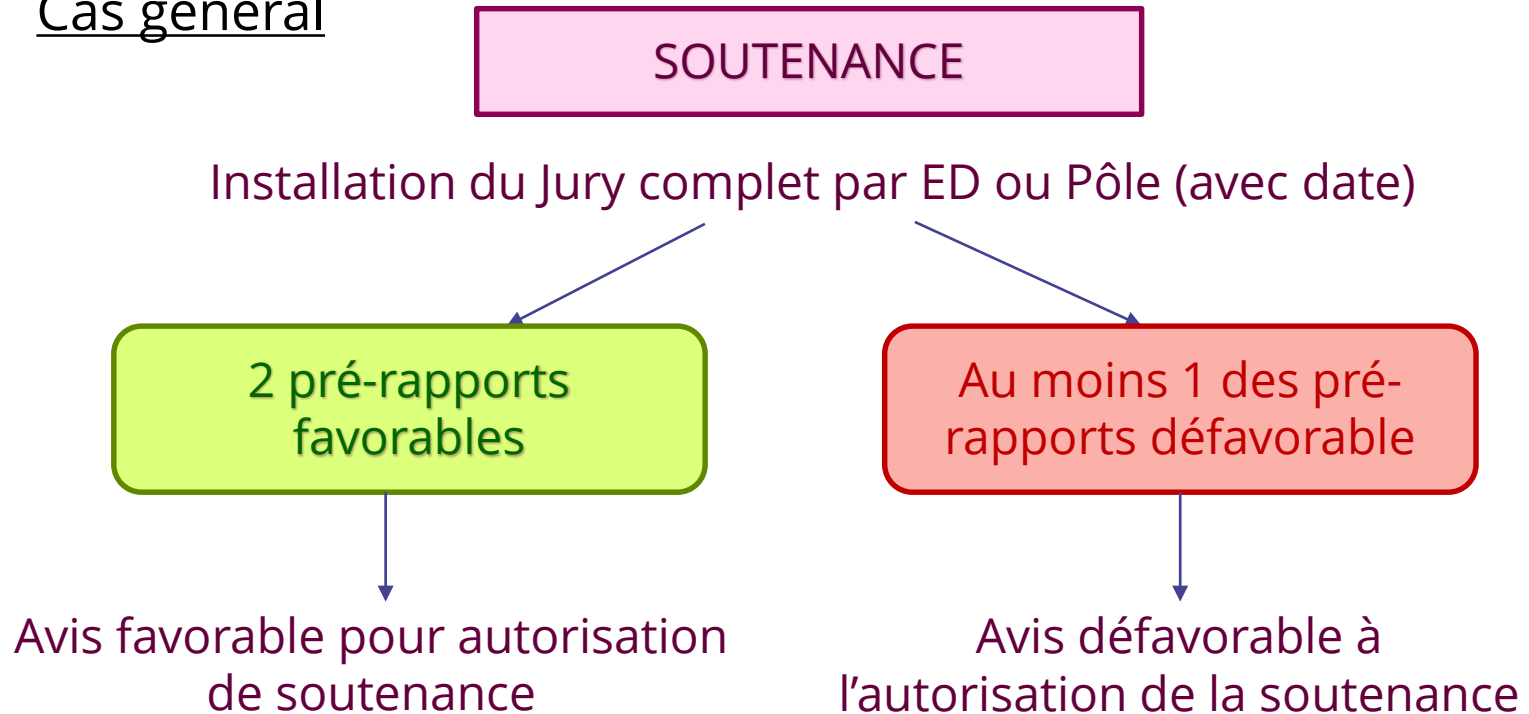 Cas général
SOUTENANCE
Installation du Jury complet par ED ou Pôle (avec date)
2 pré-rapports
favorables
Au moins 1 des pré-
rapports défavorable
Avis favorable pour autorisation
de soutenance
Avis défavorable à
l’autorisation de la soutenance